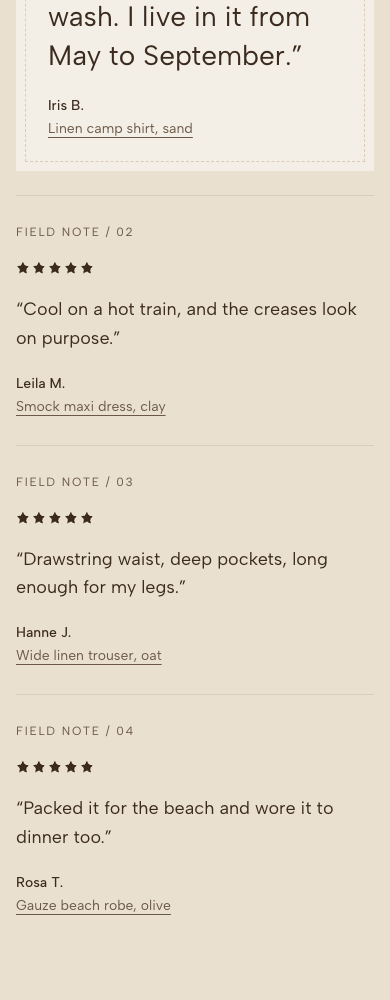 wash. I live in it from
May to September.”
Iris B.
Linen camp shirt, sand
FIELD NOTE / 02
“Cool on a hot train, and the creases look
on purpose.”
Leila M.
Smock maxi dress, clay
FIELD NOTE / 03
“Drawstring waist, deep pockets, long
enough for my legs.”
Hanne J.
Wide linen trouser, oat
FIELD NOTE / 04
“Packed it for the beach and wore it to
dinner too.”
Rosa T.
Gauze beach robe, olive